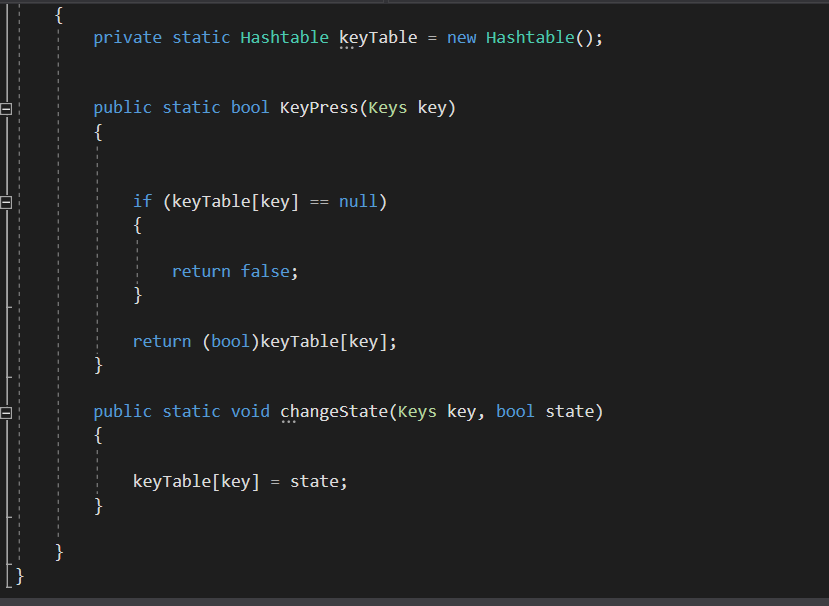 {
private static Hashtable keyTable = new Hashtable();
public static bool KeyPress(Keys key)
{
if (keyTable[key] == null)
{
return false;
}
return (bool)keyTable[key];
}
public static void changeState(Keys key, bool state)
{
keyTable[key] = state;
}
}
}